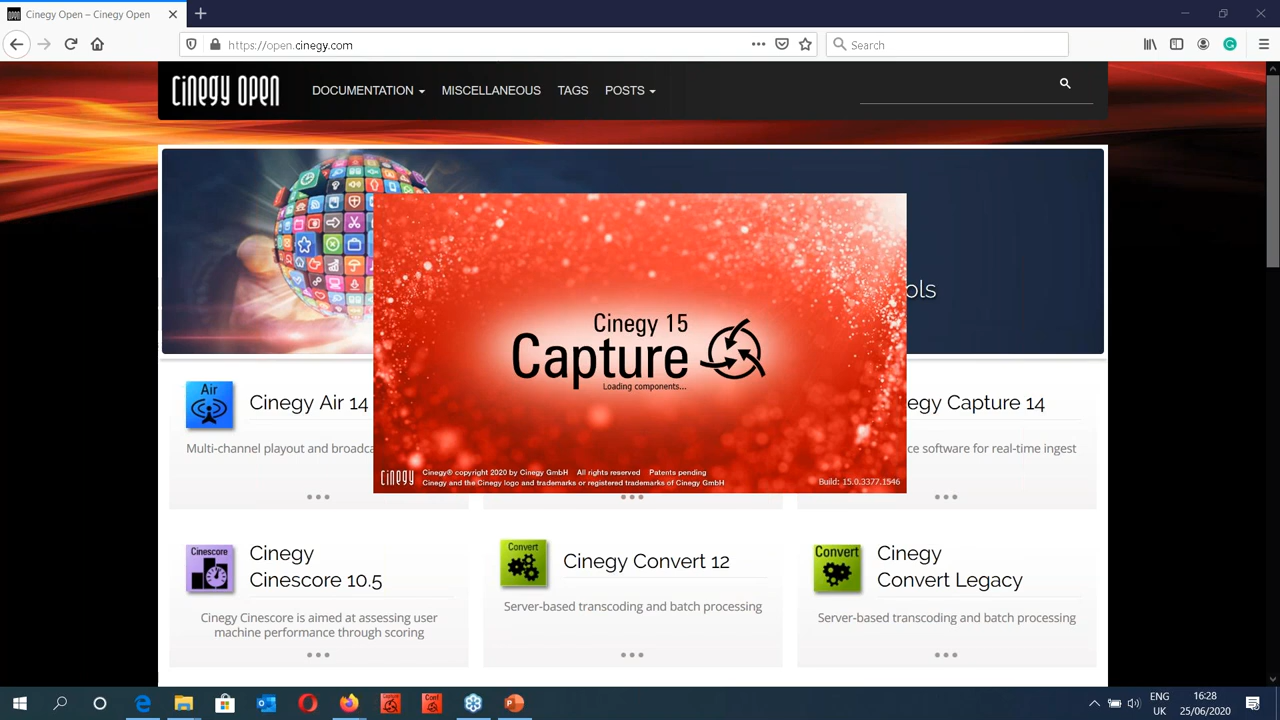 Cinegy Open – Cinegy Open
https://open.cinegy.com
Search
cinegy open
DOCUMENTATION
MISCELLANEOUS
TAGS
POSTS
ols
Cinegy 15
Capture
Loading components...
cinegy
Cinegy® copyright 2020 by Cinegy GmbH All rights reserved Patents pending
Cinegy and the Cinegy logo and trademarks or registered trademarks of Cinegy GmbH
Build: 15.0.3377.1546
Air
Cinegy Air 14
Multi-channel playout and broadca
egy Capture 14
ce software for real-time ingest
Cinescore
Cinegy
Cinescore 10.5
Cinegy Cinescore is aimed at assessing user
machine performance through scoring
Convert
Cinegy Convert 12
Server-based transcoding and batch processing
Convert
Cinegy
Convert Legacy
Server-based transcoding and batch processing
Capture
Conf
ENG
UK
16:28
25/06/2020